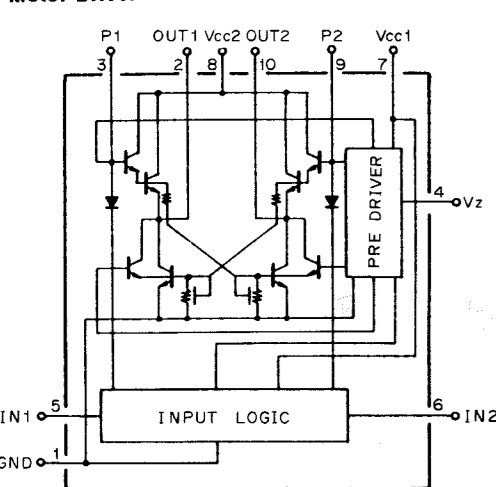 Motor Driver
P1 OUT1 Vcc2 OUT2 P2 Vcc1
3 2 8 10 9 7
PRE DRIVER
4 Vz
IN1 5
INPUT LOGIC
6 IN2
GND 1